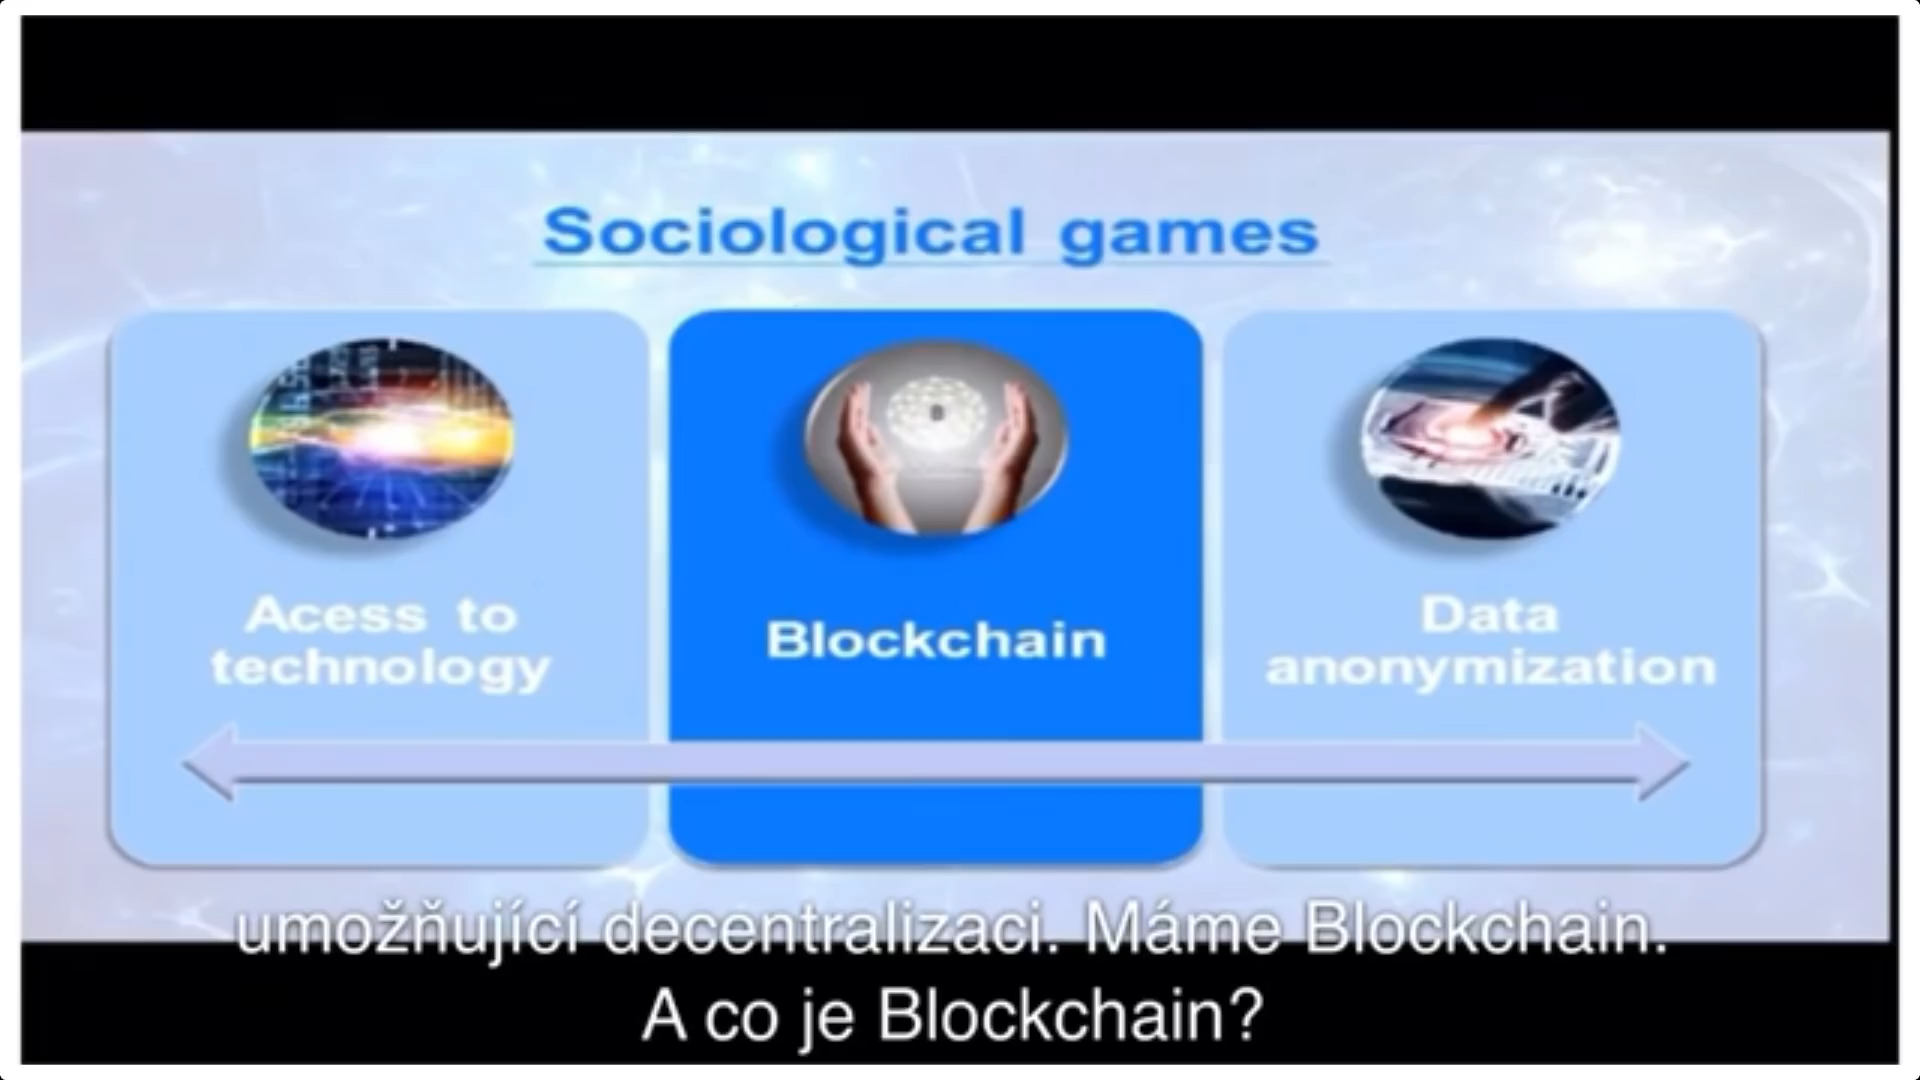 Sociological games
Acess to
technology
Blockchain
Data
anonymization
umožňující decentralizaci. Máme Blockchain.
A co je Blockchain?